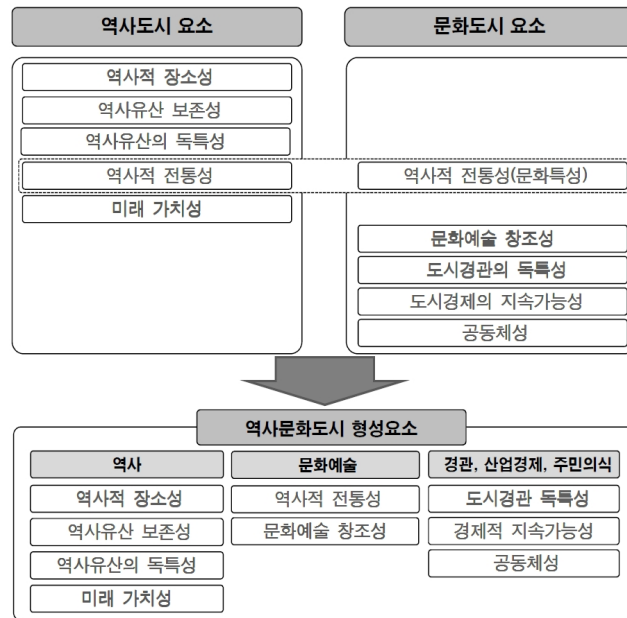 역사도시 요소
문화도시 요소
역사적 장소성
역사유산 보존성
역사유산의 독특성
역사적 전통성
미래 가치성
역사적 전통성(문화특성)
문화예술 창조성
도시경관의 독특성
도시경제의 지속가능성
공동체성
역사문화도시 형성요소
역사
역사적 장소성
역사유산 보존성
역사유산의 독특성
미래 가치성
문화예술
역사적 전통성
문화예술 창조성
경관, 산업경제, 주민의식
도시경관 독특성
경제적 지속가능성
공동체성